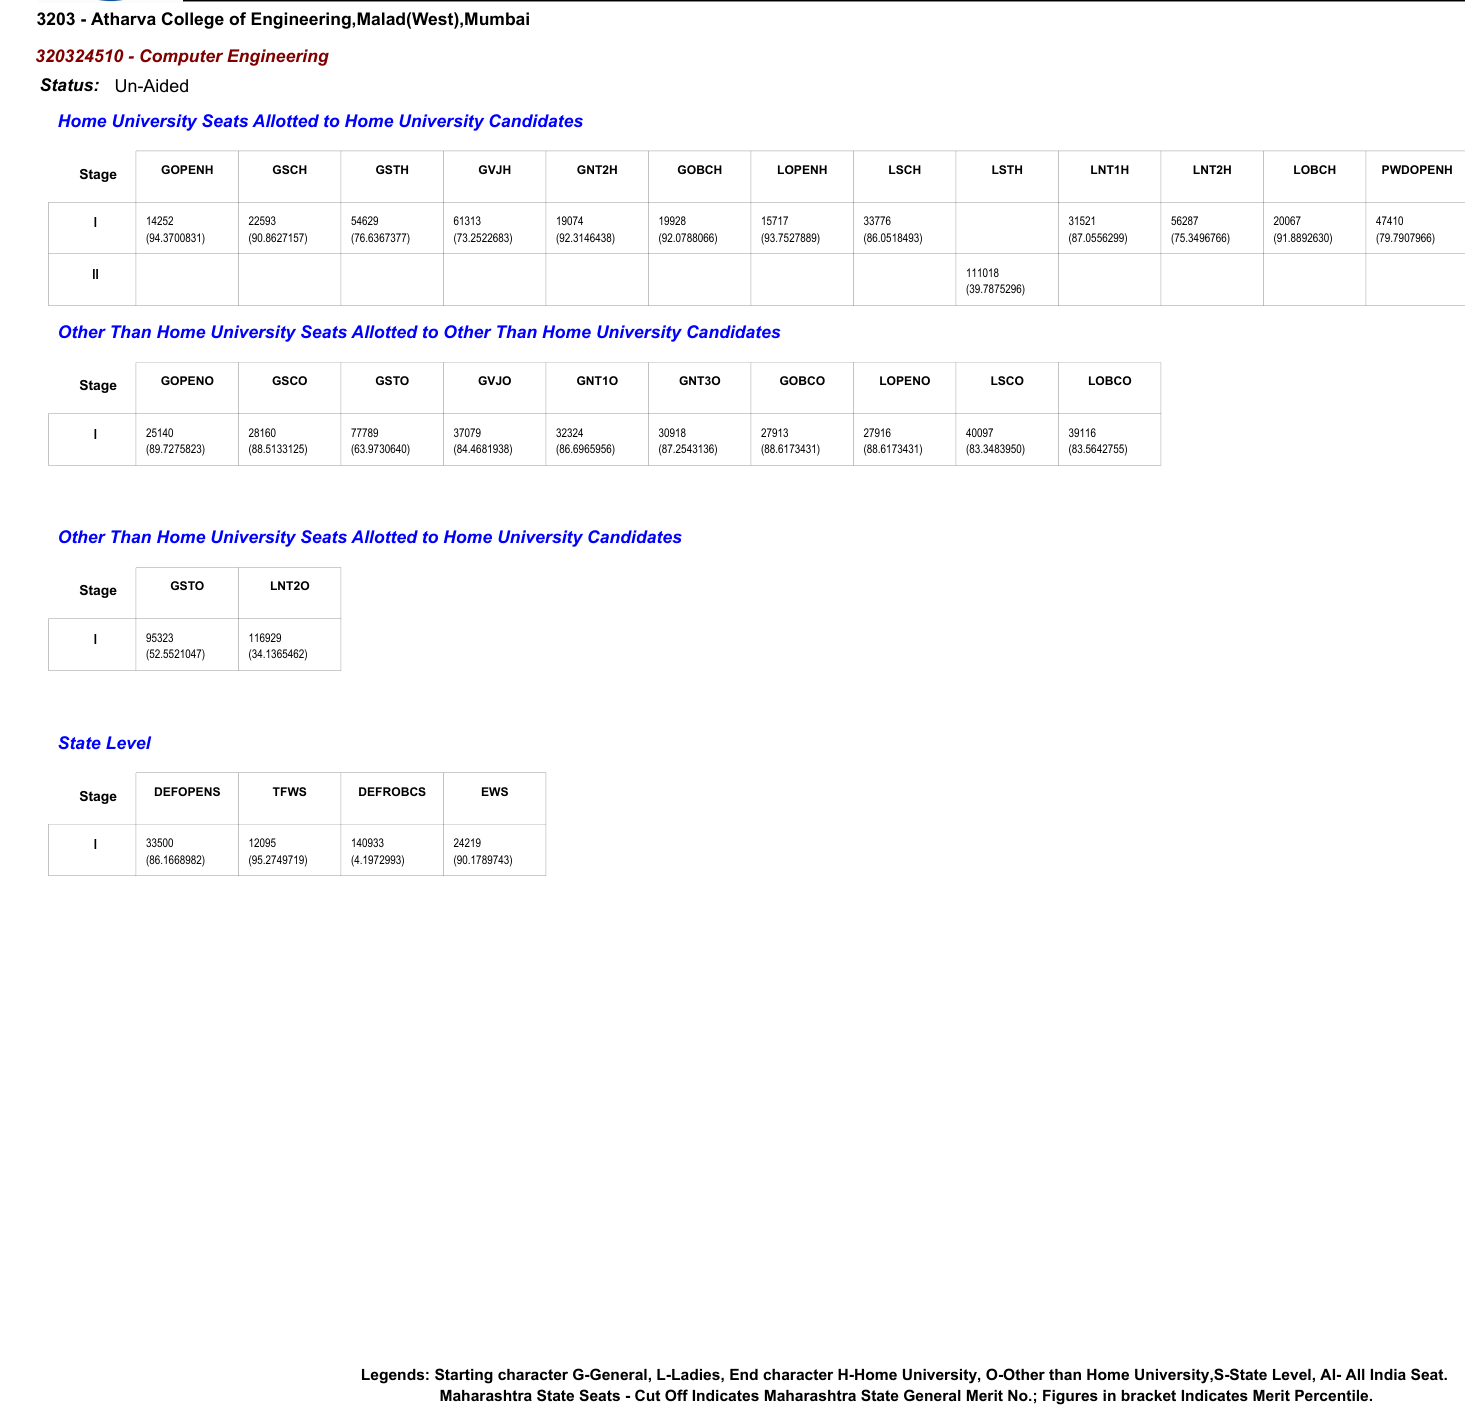 3203 - Atharva College of Engineering,Malad(West),Mumbai
320324510 - Computer Engineering
Status: Un-Aided
Home University Seats Allotted to Home University Candidates
Stage GOPENH GSCH GSTH GVJH GNT2H GOBCH LOPENH LSCH LSTH LNT1H LNT2H LOBCH PWDOPENH
I 14252 22593 54629 61313 19074 19928 15717 33776 31521 56287 20067 47410
(94.3700831) (90.8627157) (76.6367377) (73.2522683) (92.3146438) (92.0788066) (93.7527889) (86.0518493) (87.0556299) (75.3496766) (91.8892630) (79.7907966)
II 111018
(39.7875296)
Other Than Home University Seats Allotted to Other Than Home University Candidates
Stage GOPENO GSCO GSTO GVJO GNT1O GNT3O GOBCO LOPENO LSCO LOBCO
I 25140 28160 77789 37079 32324 30918 27913 27916 40097 39116
(89.7275823) (88.5133125) (63.9730640) (84.4681938) (86.6965956) (87.2543136) (88.6173431) (88.6173431) (83.3483950) (83.5642755)
Other Than Home University Seats Allotted to Home University Candidates
Stage GSTO LNT2O
I 95323 116929
(52.5521047) (34.1365462)
State Level
Stage DEFOPENS TFWS DEFROBCS EWS
I 33500 12095 140933 24219
(86.1668982) (95.2749719) (4.1972993) (90.1789743)
Legends: Starting character G-General, L-Ladies, End character H-Home University, O-Other than Home University,S-State Level, AI- All India Seat.
Maharashtra State Seats - Cut Off Indicates Maharashtra State General Merit No.; Figures in bracket Indicates Merit Percentile.